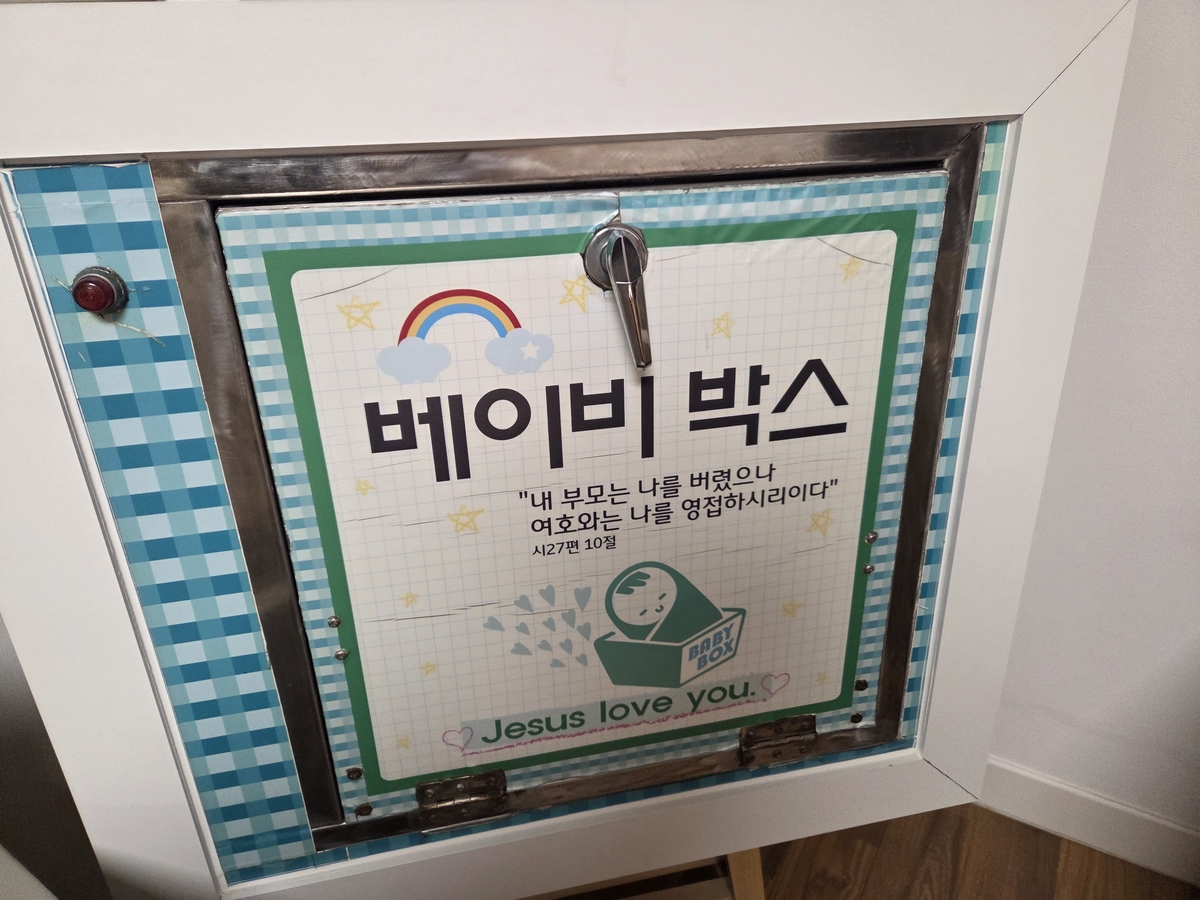 베이비 박스
"내 부모는 나를 버렸으나
여호와는 나를 영접하시리이다"
시27편 10절
BABY
BOX
Jesus love you.